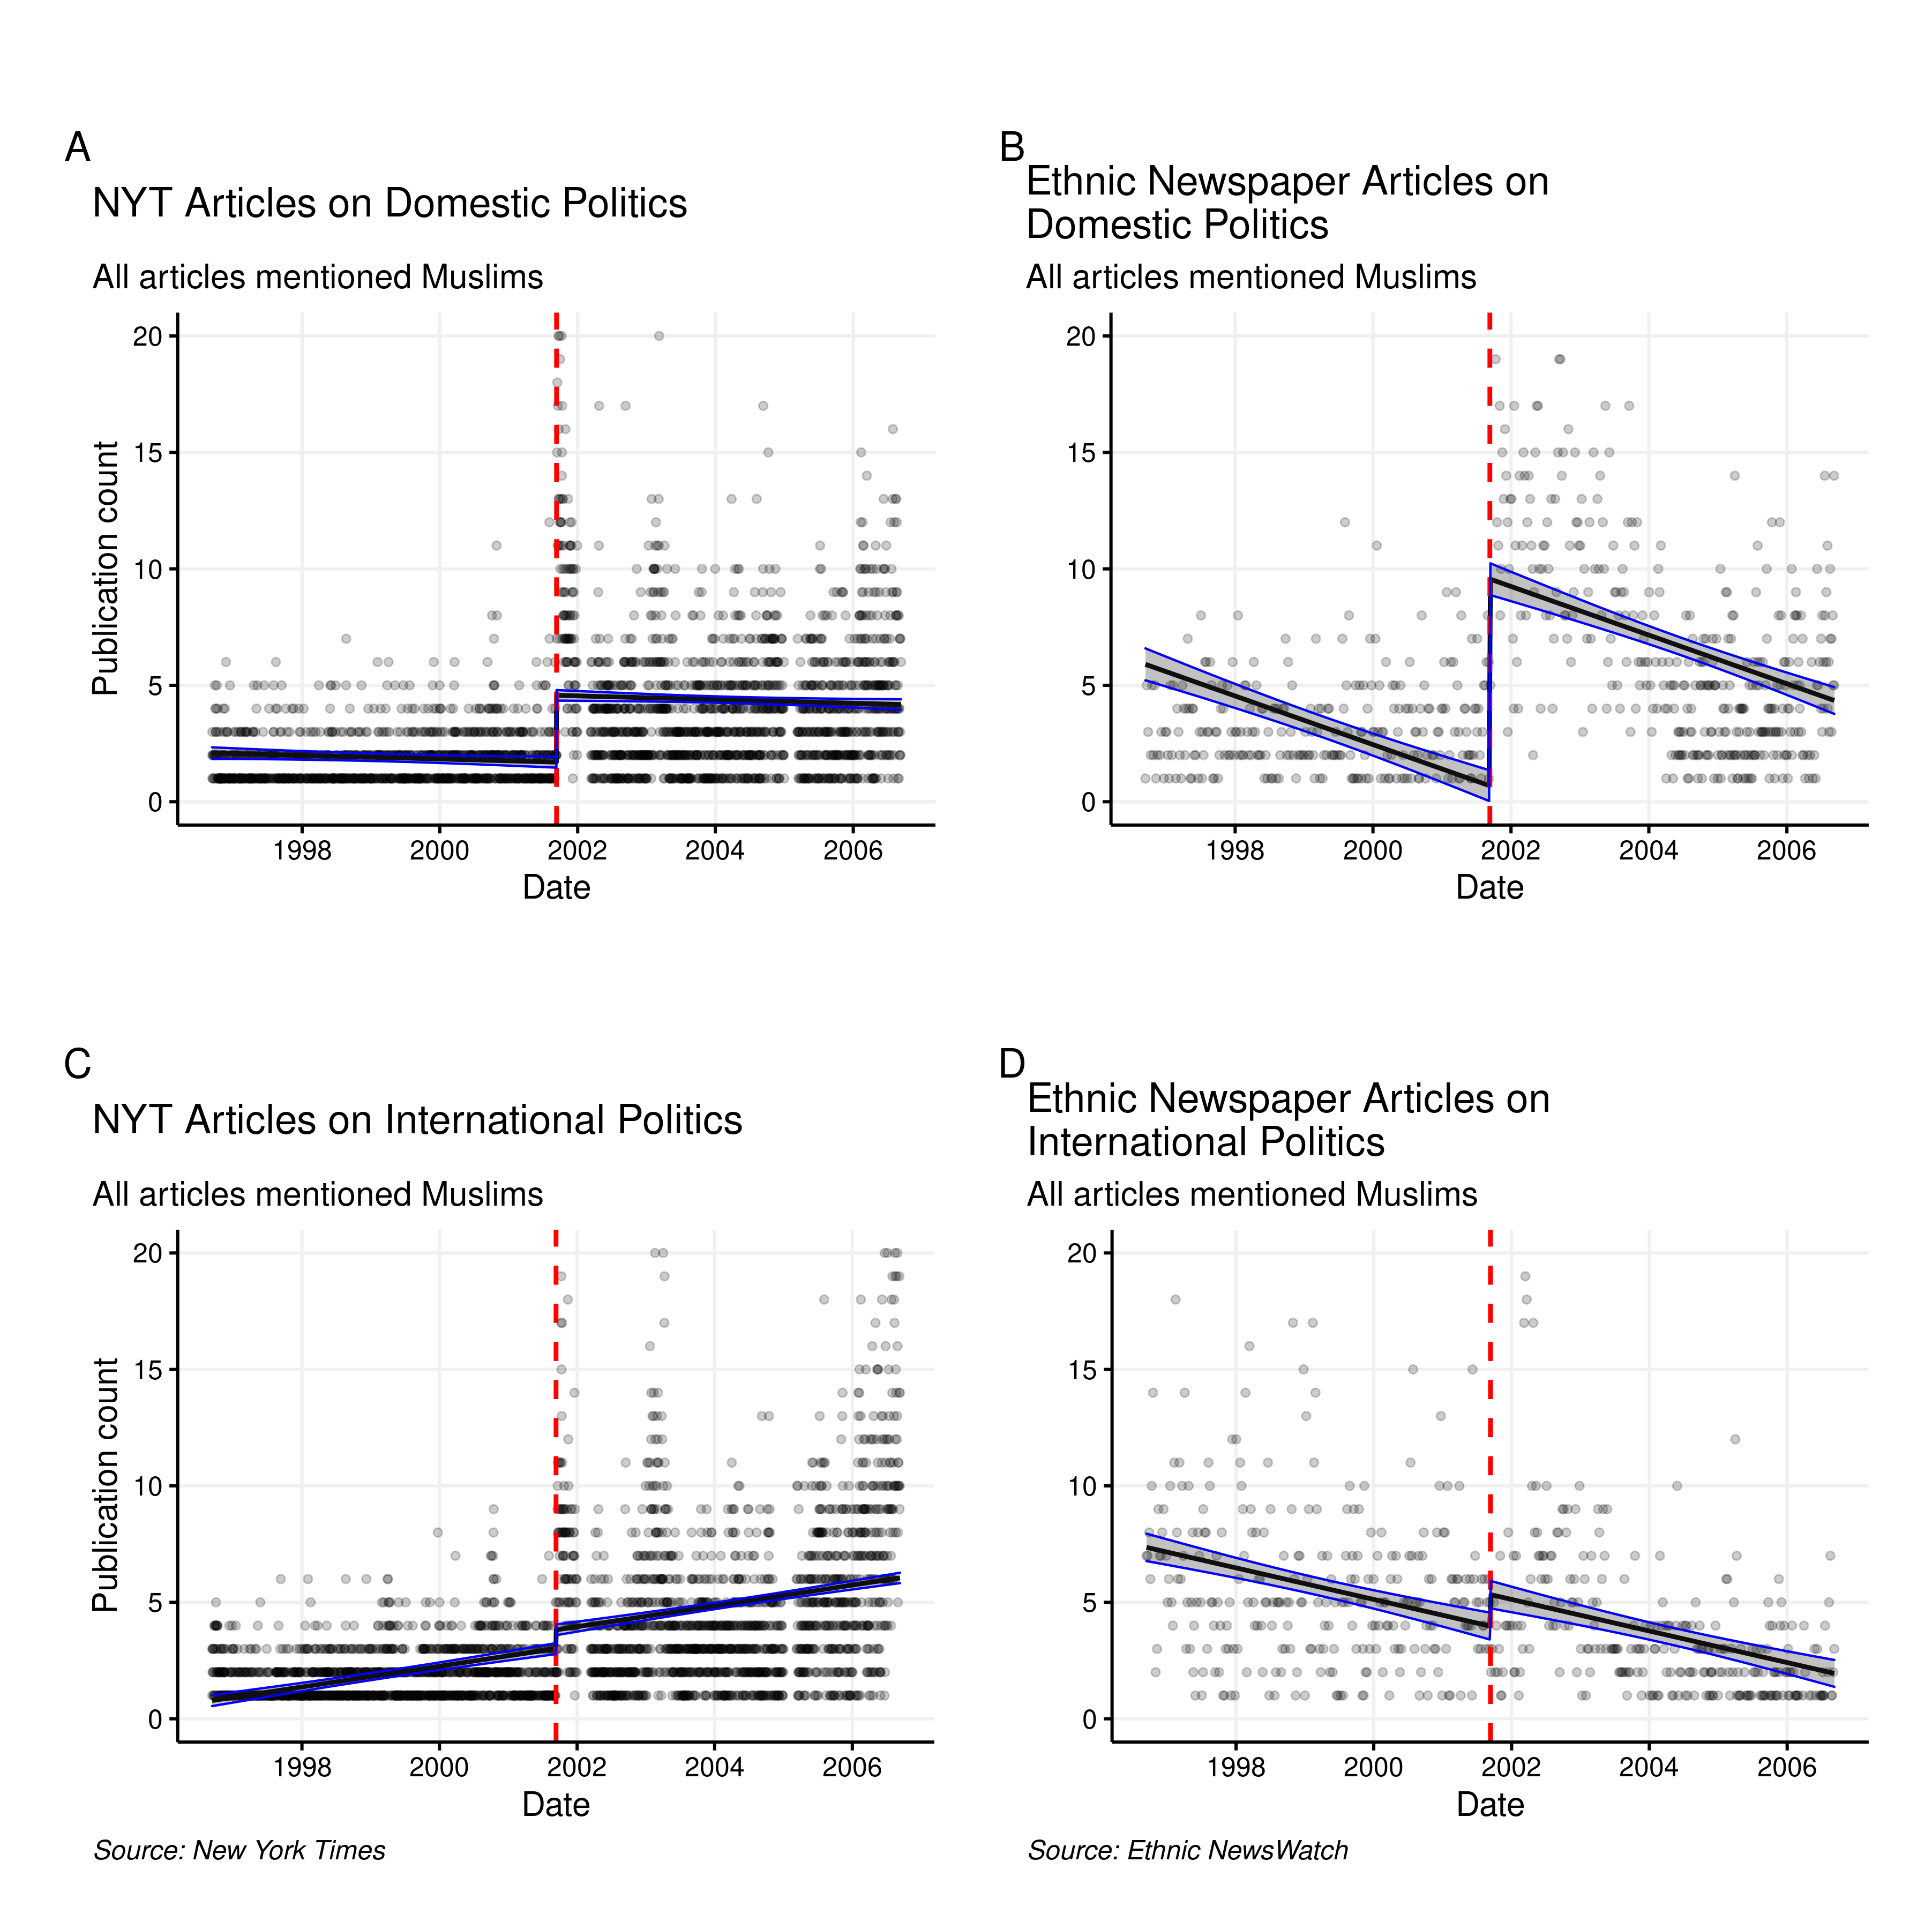 A
NYT Articles on Domestic Politics
All articles mentioned Muslims
Publication count
20
15
10
5
0
1998 2000 2002 2004 2006
Date
B
Ethnic Newspaper Articles on
Domestic Politics
All articles mentioned Muslims
20
15
10
5
0
1998 2000 2002 2004 2006
Date
C
NYT Articles on International Politics
All articles mentioned Muslims
Publication count
20
15
10
5
0
1998 2000 2002 2004 2006
Date
Source: New York Times
D
Ethnic Newspaper Articles on
International Politics
All articles mentioned Muslims
20
15
10
5
0
1998 2000 2002 2004 2006
Date
Source: Ethnic NewsWatch